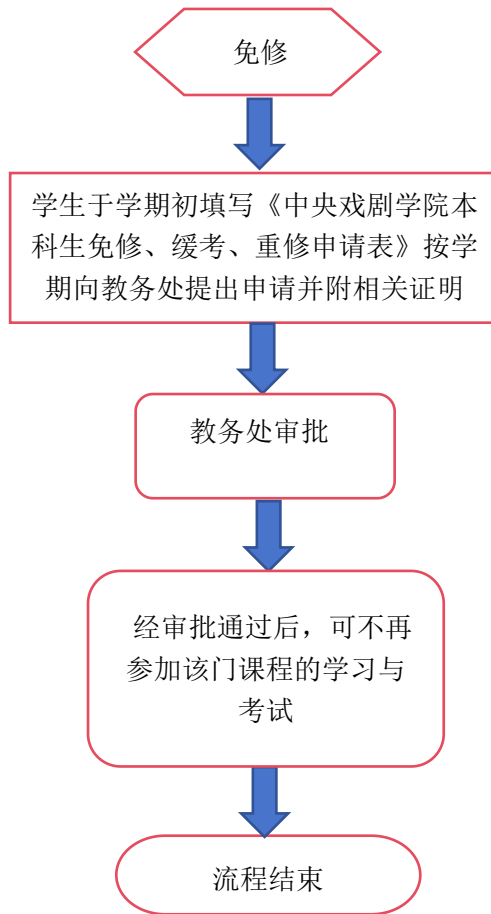 免修
学生于学期初填写《中央戏剧学院本
科生免修、缓考、重修申请表》按学
期向教务处提出申请并附相关证明
教务处审批
经审批通过后，可不再
参加该门课程的学习与
考试
流程结束